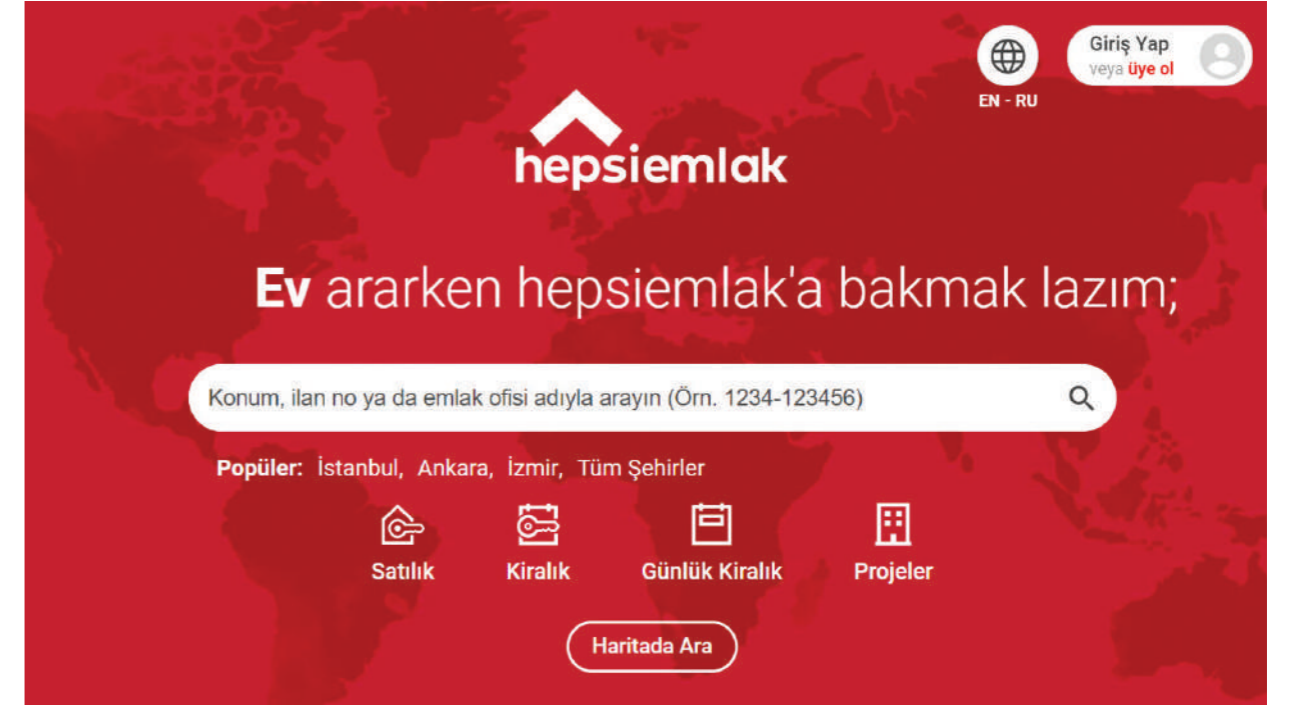 Giriş Yap
veya üye ol
EN - RU
hepsiemlak
Ev ararken hepsiemlak'a bakmak lazım;
Konum, ilan no ya da emlak ofisi adıyla arayın (Örn. 1234-123456)
Popüler: İstanbul, Ankara, İzmir, Tüm Şehirler
Satılık Kiralık Günlük Kiralık Projeler
Haritada Ara